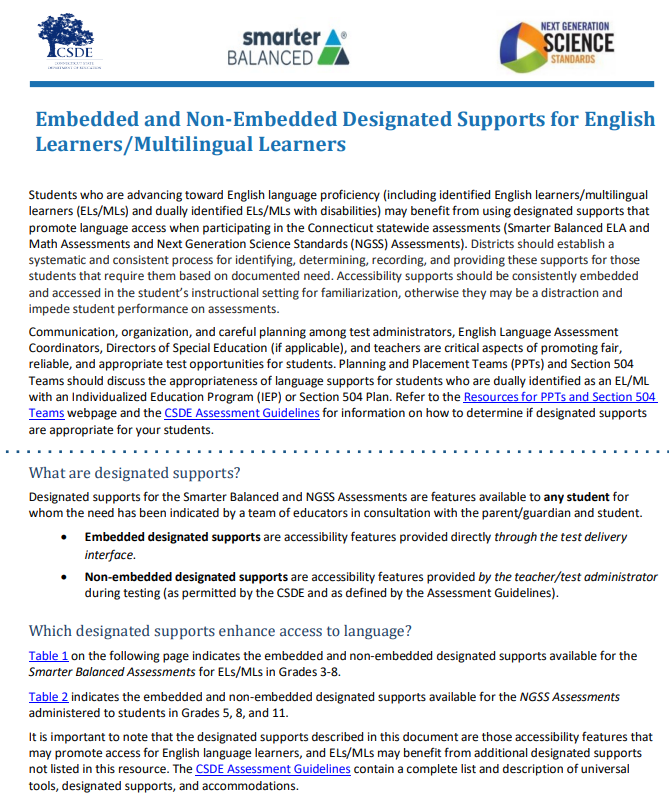 CSDE
CONNECTICUT STATE
DEPARTMENT OF EDUCATION
smarter
BALANCED
NEXT GENERATION
SCIENCE
STANDARDS
Embedded and Non-Embedded Designated Supports for English
Learners/Multilingual Learners
Students who are advancing toward English language proficiency (including identified English learners/multilingual
learners (ELs/MLs) and dually identified ELs/MLs with disabilities) may benefit from using designated supports that
promote language access when participating in the Connecticut statewide assessments (Smarter Balanced ELA and
Math Assessments and Next Generation Science Standards (NGSS) Assessments). Districts should establish a
systematic and consistent process for identifying, determining, recording, and providing these supports for those
students that require them based on documented need. Accessibility supports should be consistently embedded
and accessed in the student's instructional setting for familiarization, otherwise they may be a distraction and
impede student performance on assessments.
Communication, organization, and careful planning among test administrators, English Language Assessment
Coordinators, Directors of Special Education (if applicable), and teachers are critical aspects of promoting fair,
reliable, and appropriate test opportunities for students. Planning and Placement Teams (PPTs) and Section 504
Teams should discuss the appropriateness of language supports for students who are dually identified as an EL/ML
with an Individualized Education Program (IEP) or Section 504 Plan. Refer to the Resources for PPTs and Section 504
Teams webpage and the CSDE Assessment Guidelines for information on how to determine if designated supports
are appropriate for your students.
What are designated supports?
Designated supports for the Smarter Balanced and NGSS Assessments are features available to any student for
whom the need has been indicated by a team of educators in consultation with the parent/guardian and student.
• Embedded designated supports are accessibility features provided directly through the test delivery
interface.
• Non-embedded designated supports are accessibility features provided by the teacher/test administrator
during testing (as permitted by the CSDE and as defined by the Assessment Guidelines).
Which designated supports enhance access to language?
Table 1 on the following page indicates the embedded and non-embedded designated supports available for the
Smarter Balanced Assessments for ELs/MLs in Grades 3-8.
Table 2 indicates the embedded and non-embedded designated supports available for the NGSS Assessments
administered to students in Grades 5, 8, and 11.
It is important to note that the designated supports described in this document are those accessibility features that
may promote access for English language learners, and ELs/MLs may benefit from additional designated supports
not listed in this resource. The CSDE Assessment Guidelines contain a complete list and description of universal
tools, designated supports, and accommodations.